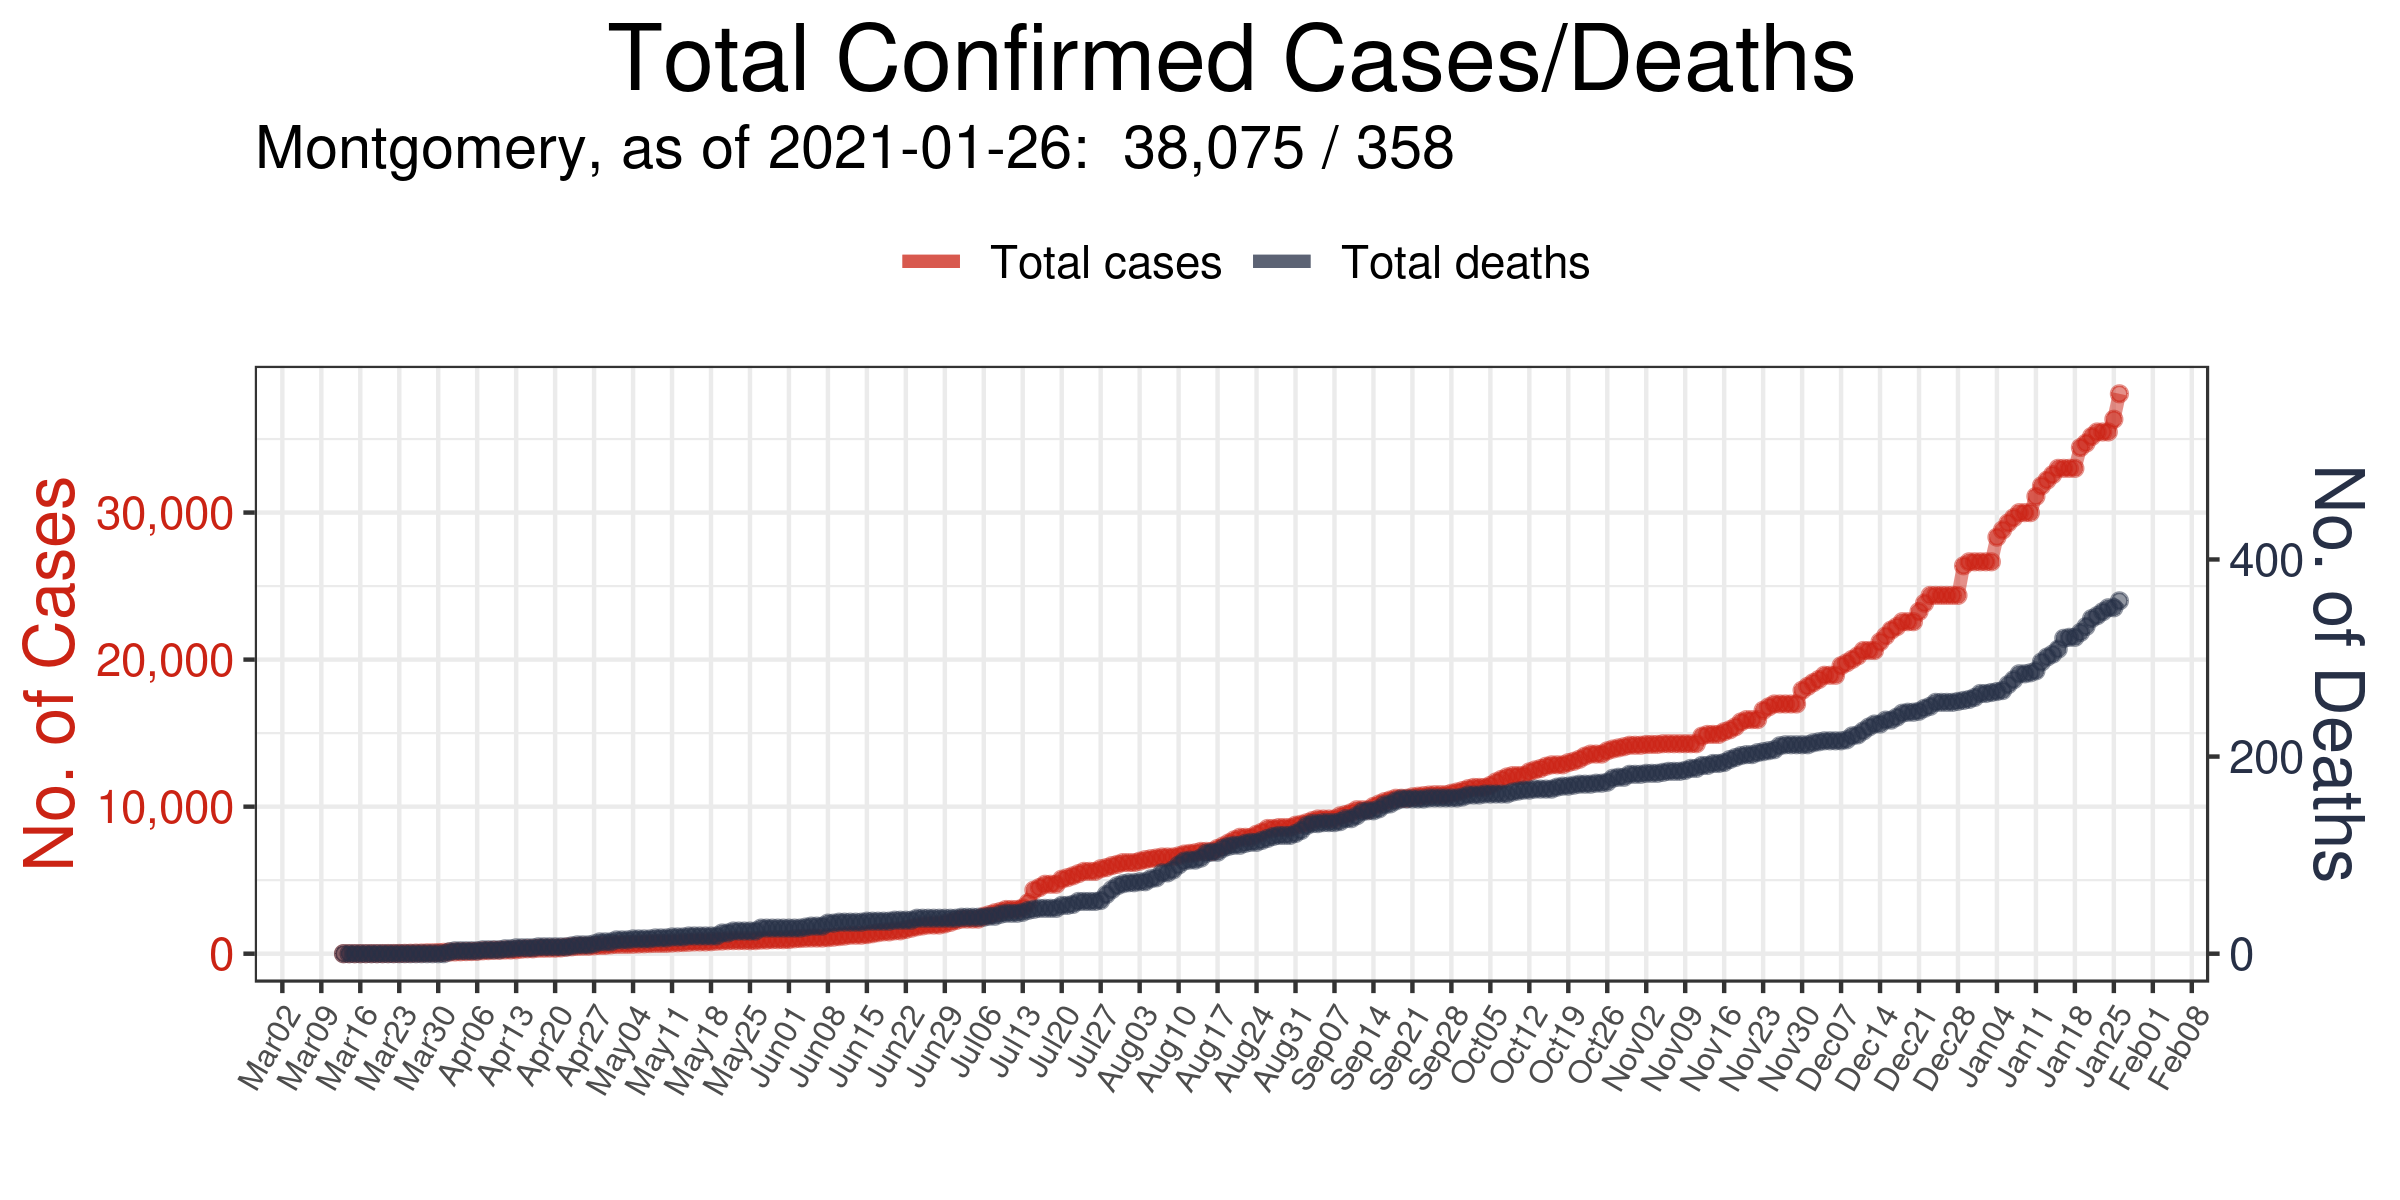 Total Confirmed Cases/Deaths
Montgomery, as of 2021-01-26:  38,075 / 358
Total cases
Total deaths
No. of Cases
30,000
20,000
10,000
0
400
200
0
No. of Deaths
Mar02
Mar09
Mar16
Mar23
Mar30
Apr06
Apr13
Apr20
Apr27
May04
May11
May18
May25
Jun01
Jun08
Jun15
Jun22
Jun29
Jul06
Jul13
Jul20
Jul27
Aug03
Aug10
Aug17
Aug24
Aug31
Sep07
Sep14
Sep21
Sep28
Oct05
Oct12
Oct19
Oct26
Nov02
Nov09
Nov16
Nov23
Nov30
Dec07
Dec14
Dec21
Dec28
Jan04
Jan11
Jan18
Jan25
Feb01
Feb08